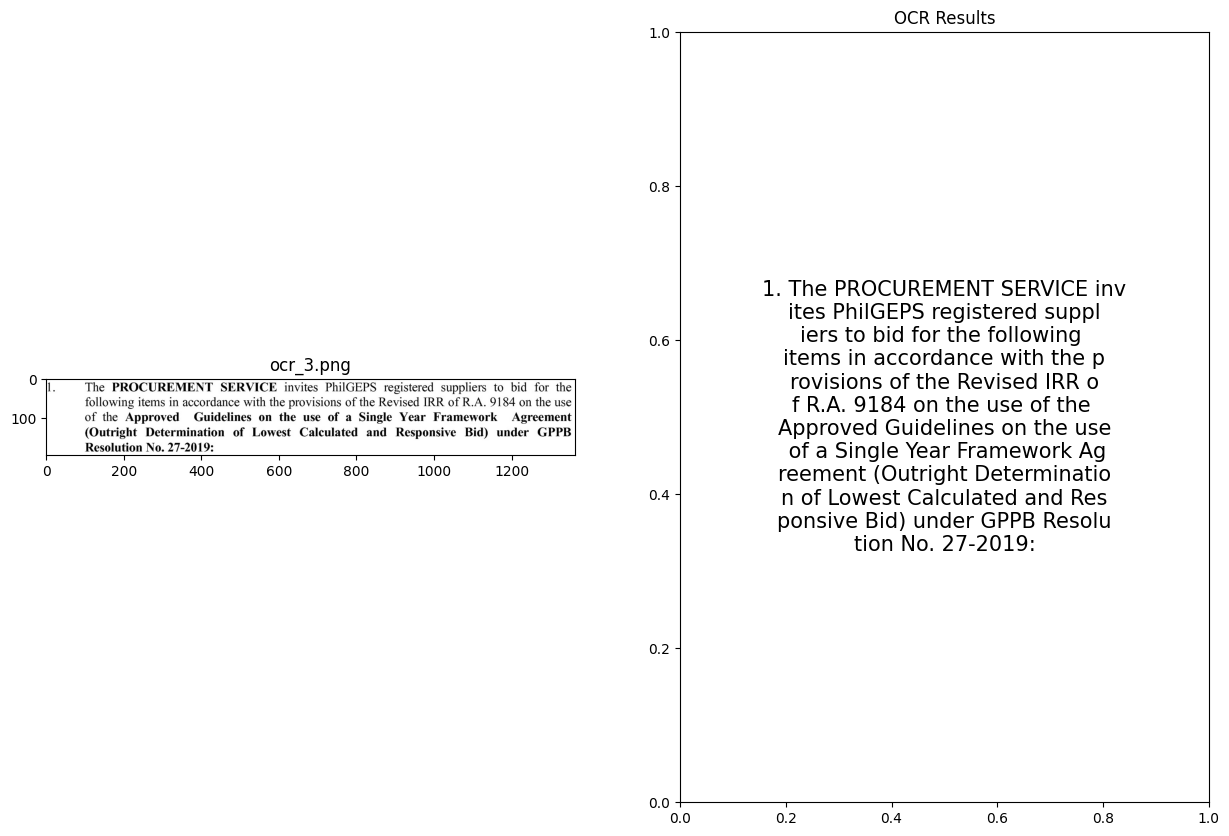 ocr_3.png
0
100
1. The PROCUREMENT SERVICE invites PhilGEPS registered suppliers to bid for the
following items in accordance with the provisions of the Revised IRR of R.A. 9184 on the use
of the Approved Guidelines on the use of a Single Year Framework Agreement
(Outright Determination of Lowest Calculated and Responsive Bid) under GPPB
Resolution No. 27-2019:
0 200 400 600 800 1000 1200
OCR Results
1.0
0.8
0.6
0.4
0.2
0.0
1. The PROCUREMENT SERVICE inv
ites PhilGEPS registered suppl
iers to bid for the following
items in accordance with the p
rovisions of the Revised IRR o
f R.A. 9184 on the use of the
Approved Guidelines on the use
of a Single Year Framework Ag
reement (Outright Determinatio
n of Lowest Calculated and Res
ponsive Bid) under GPPB Resolu
tion No. 27-2019:
0.0 0.2 0.4 0.6 0.8 1.0